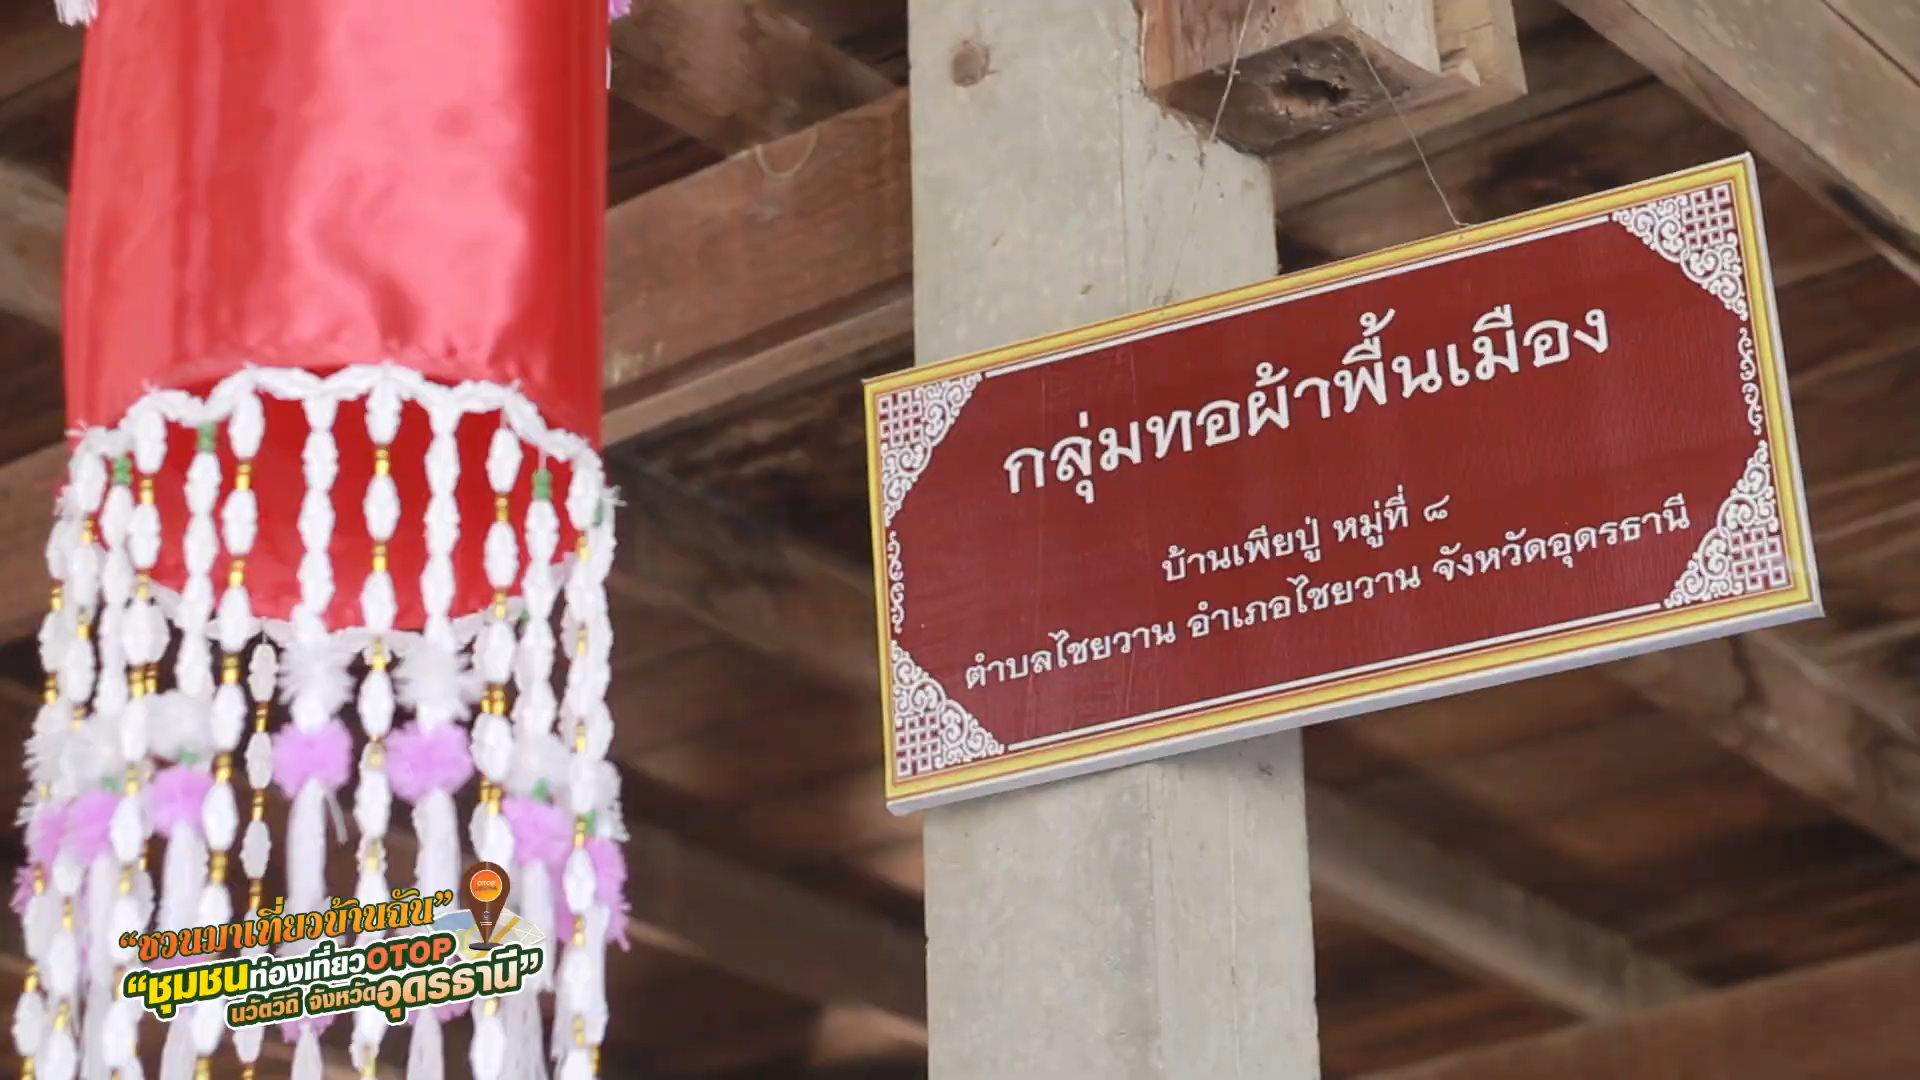 กลุ่มทอผ้าพื้นเมือง
บ้านเพียปู่ หมู่ที่ ๘
ตำบลไชยวาน อำเภอไชยวาน จังหวัดอุดรธานี
“ชวนมาเที่ยวบ้านฉัน”
“ชุมชนท่องเที่ยวOTOP
นวัตวิถี จังหวัดอุดรธานี”
OTOP